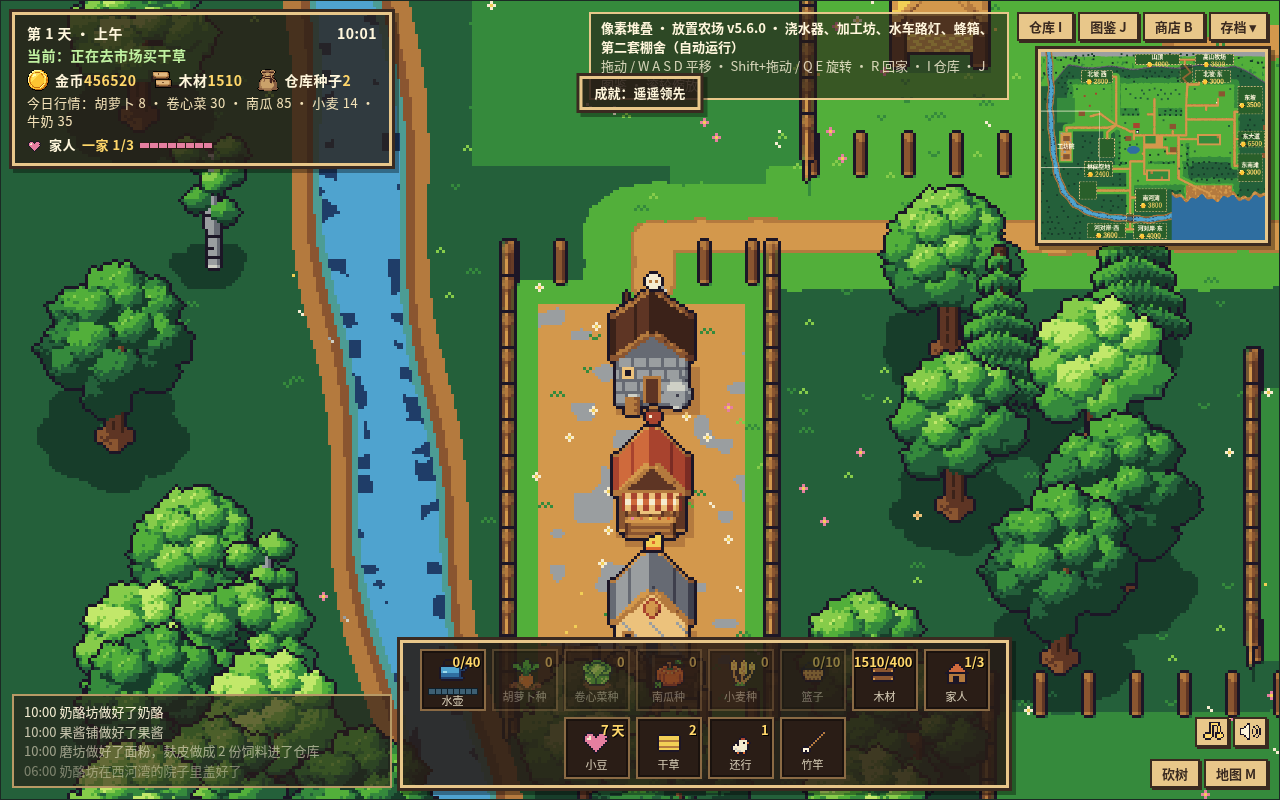 第 1 天 · 上午
10:01
当前：正在去市场买干草
金币456520 木材1510 仓库种子2
今日行情：胡萝卜 8 · 卷心菜 30 · 南瓜 85 · 小麦 14 ·
牛奶 35
家人 一家 1/3
像素堆叠 · 放置农场 v5.6.0 · 浇水器、加工坊、水车路灯、蜂箱、
第二套棚舍（自动运行）
拖动 / W A S D 平移 · Shift+拖动 / Q E 旋转 · R 回家 · I 仓库 · J
成就：遥遥领先
仓库 I
图鉴 J
商店 B
存档 ▾
10:00 奶酪坊做好了奶酪
10:00 果酱铺做好了果酱
10:00 磨坊做好了面粉，麸皮做成 2 份饲料进了仓库
06:00 奶酪坊在西河湾的院子里盖好了
0/40
水壶
0
胡萝卜种
0
卷心菜种
0
南瓜种
0
小麦种
0/10
篮子
1510/400
木材
1/3
家人
7 天
小豆
2
干草
1
还行
竹竿
砍树
地图 M